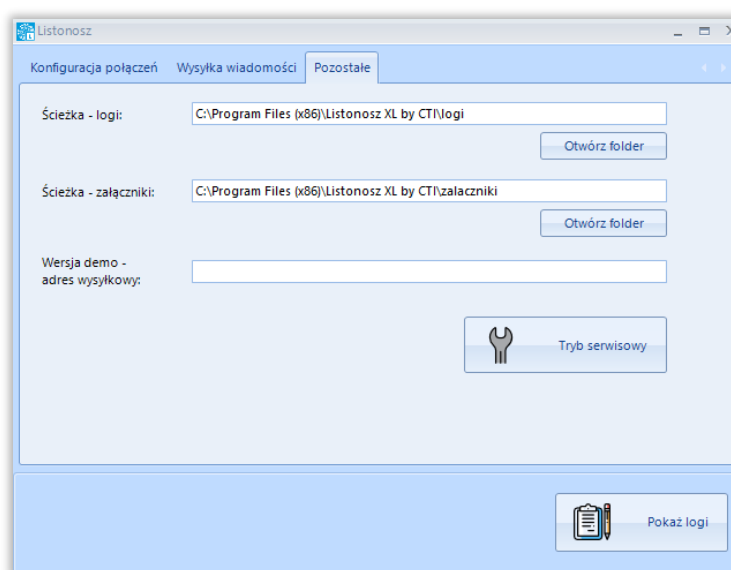 Listonosz
Konfiguracja połączeń Wysyłka wiadomości Pozostałe
Ścieżka - logi: C:\Program Files (x86)\Listonosz XL by CTI\logi
Otwórz folder
Ścieżka - załączniki: C:\Program Files (x86)\Listonosz XL by CTI\zalaczniki
Otwórz folder
Wersja demo -
adres wysyłkowy:
Tryb serwisowy
Pokaż logi